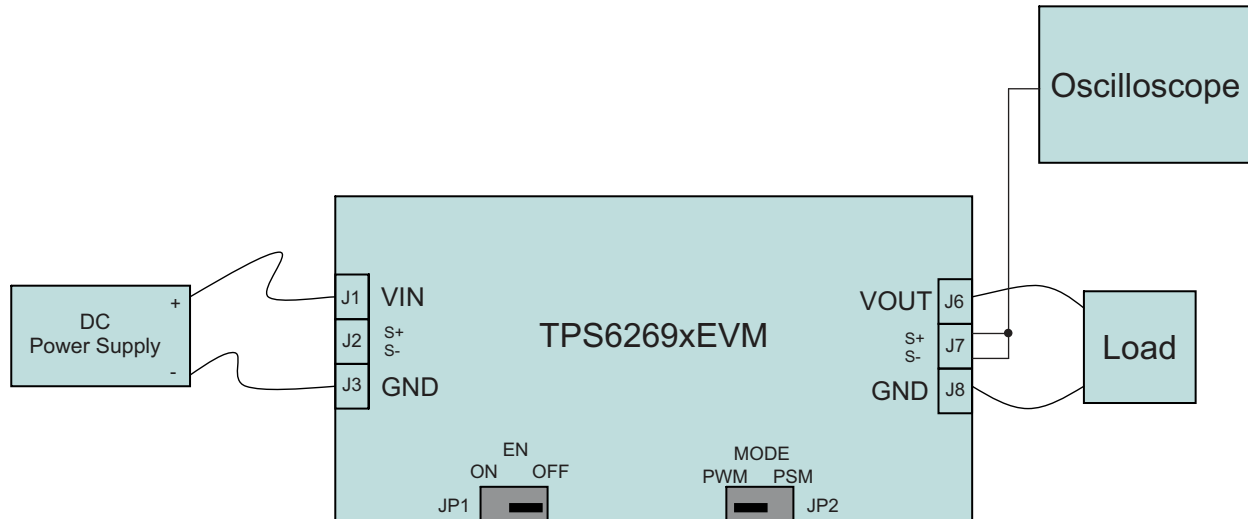 Oscilloscope
DC
Power Supply
+
-
J1 VIN
J2 S+
S-
J3 GND
TPS6269xEVM
VOUT J6
S+
S- J7
GND J8
Load
EN
ON OFF
JP1
MODE
PWM PSM
JP2